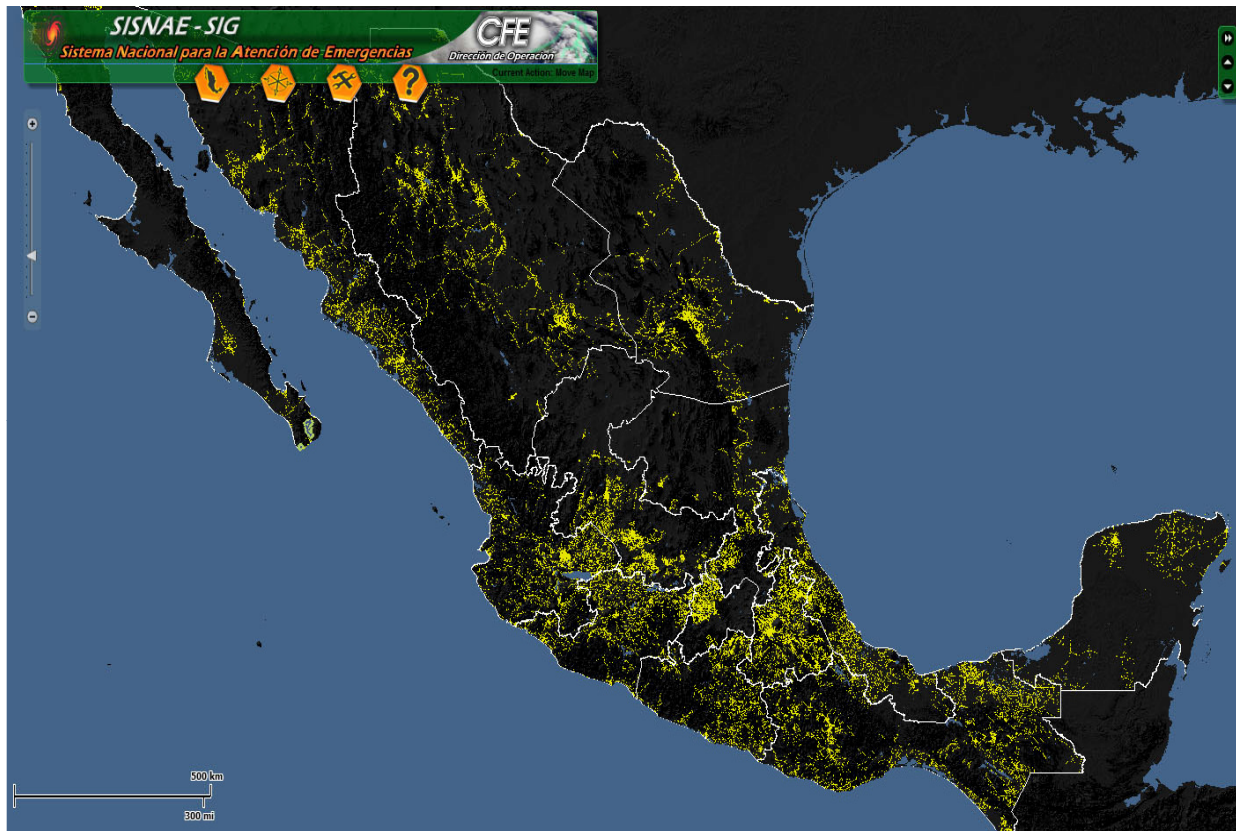 SISNAE - SIG
Sistema Nacional para la Atención de Emergencias
CFE
Dirección de Operación
Current Action: Move Map
500 km
300 mi